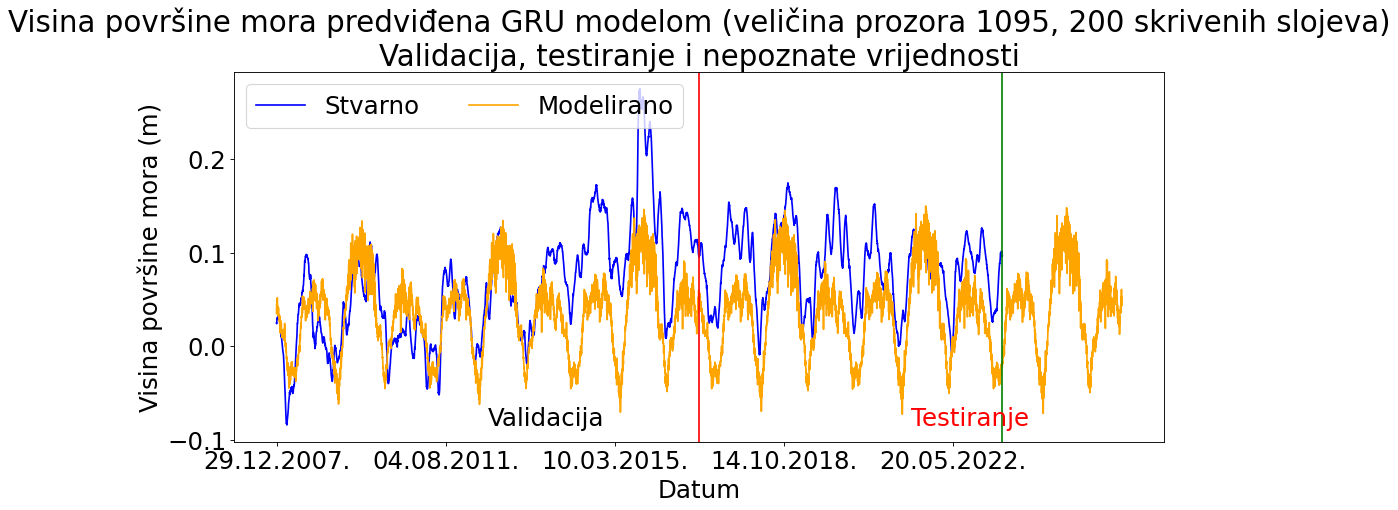 Visina površine mora predviđena GRU modelom (veličina prozora 1095, 200 skrivenih slojeva)
Validacija, testiranje i nepoznate vrijednosti
Stvarno
Modelirano
Visina površine mora (m)
0.2
0.1
0.0
−0.1
Validacija
Testiranje
29.12.2007.
04.08.2011.
10.03.2015.
14.10.2018.
20.05.2022.
Datum